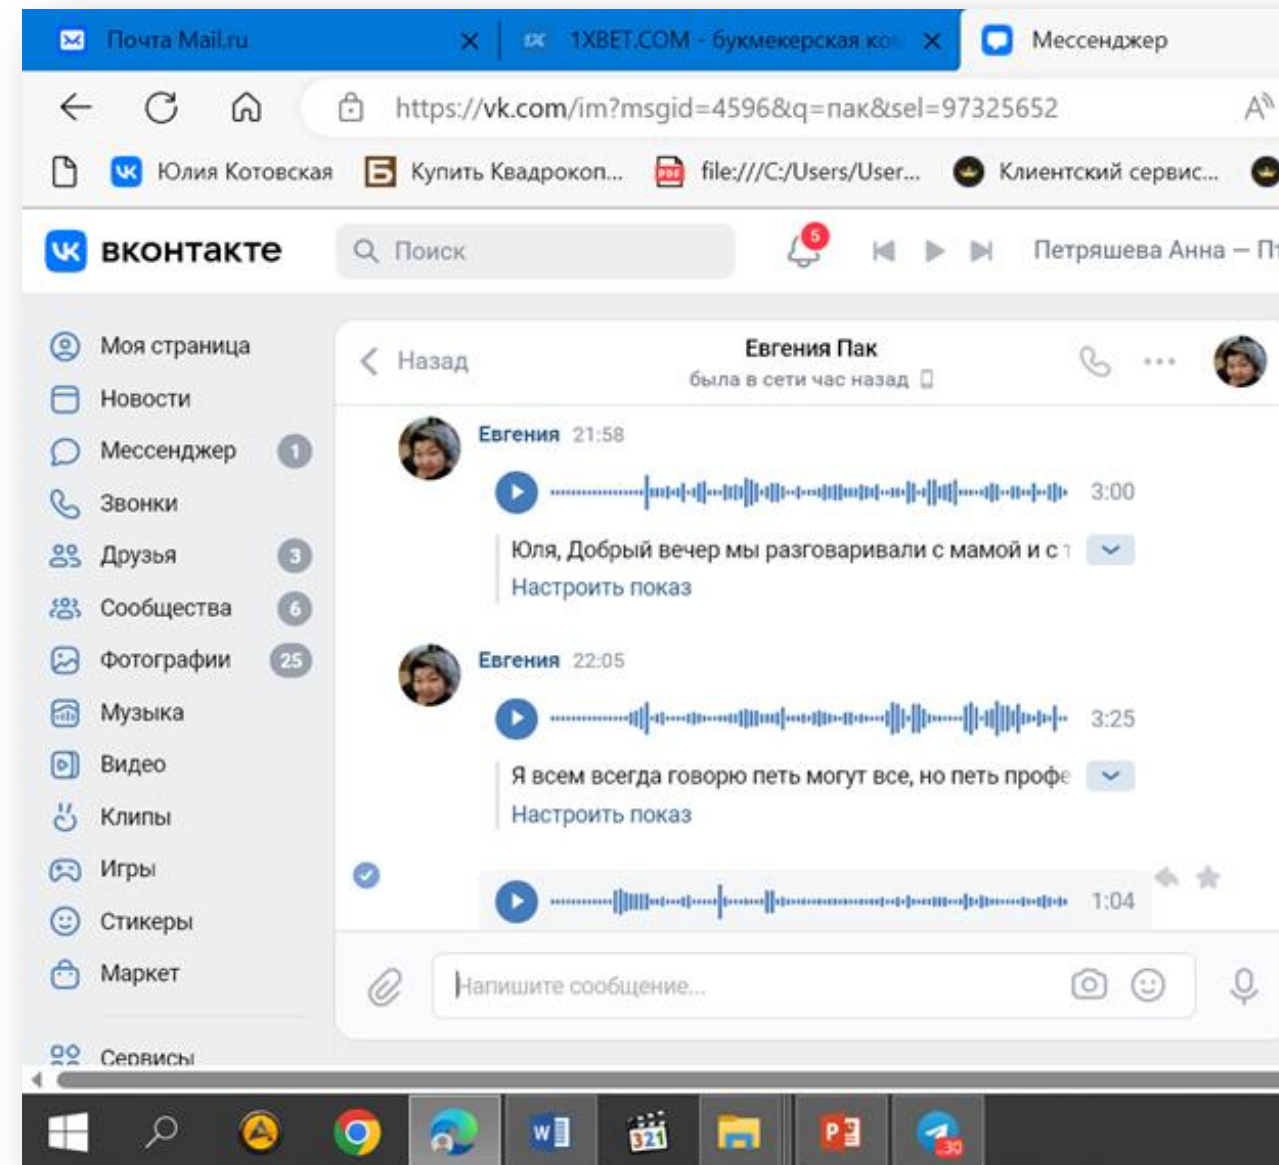 Почта Mail.ru
1XBET.COM - букмекерская ко
Мессенджер
https://vk.com/im?msgid=4596&q=пак&sel=97325652
Юлия Котовская
Купить Квадрокоп...
file:///C:/Users/User...
Клиентский сервис...
вконтакте
Поиск
5
Петряшева Анна —
Моя страница
Новости
Мессенджер 1
Звонки
Друзья 3
Сообщества 6
Фотографии 25
Музыка
Видео
Клипы
Игры
Стикеры
Маркет
Сервисы
Назад
Евгения Пак
была в сети час назад
Евгения 21:58
3:00
Юля, Добрый вечер мы разговаривали с мамой и с
Настроить показ
Евгения 22:05
3:25
Я всем всегда говорю петь могут все, но петь профе
Настроить показ
1:04
Напишите сообщение...
321
30